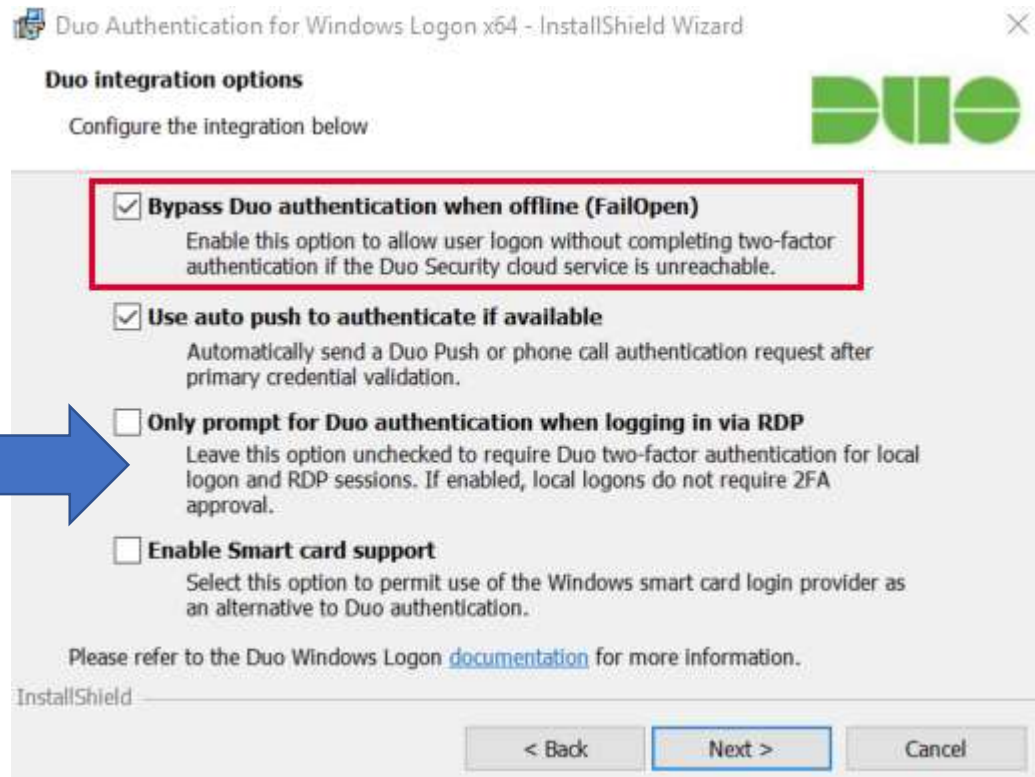 Duo Authentication for Windows Logon x64 - InstallShield Wizard
Duo integration options
Configure the integration below
DUO
Bypass Duo authentication when offline (FailOpen)
Enable this option to allow user logon without completing two-factor
authentication if the Duo Security cloud service is unreachable.
Use auto push to authenticate if available
Automatically send a Duo Push or phone call authentication request after
primary credential validation.
Only prompt for Duo authentication when logging in via RDP
Leave this option unchecked to require Duo two-factor authentication for local
logon and RDP sessions. If enabled, local logons do not require 2FA
approval.
Enable Smart card support
Select this option to permit use of the Windows smart card login provider as
an alternative to Duo authentication.
Please refer to the Duo Windows Logon documentation for more information.
InstallShield
< Back Next > Cancel